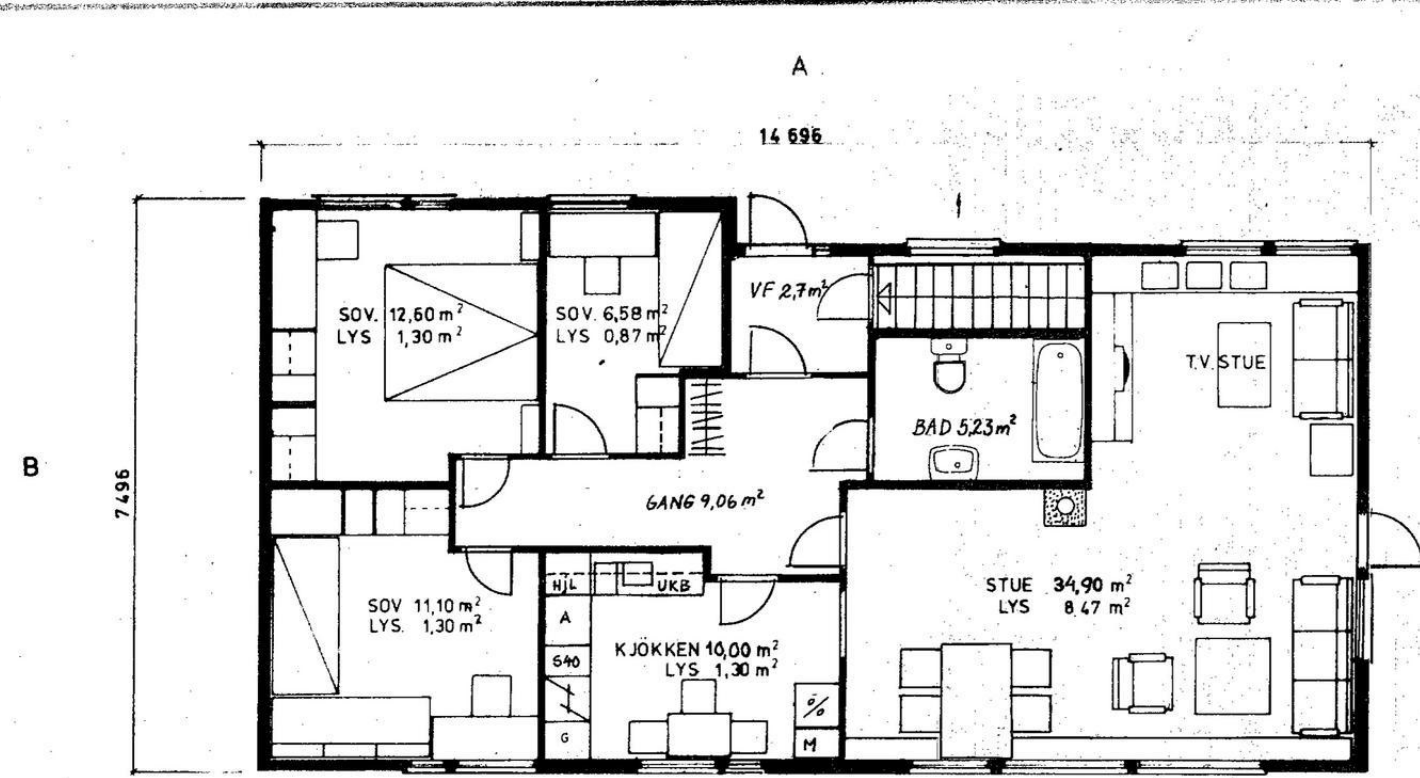 A
14 696
B
7496
SOV. 12,60 m²
LYS 1,30 m²
SOV. 6,58 m²
LYS 0,87 m²
VF 2,7 m²
T.V. STUE
BAD 5,23 m²
GANG 9,06 m²
STUE 34,90 m²
LYS 8,47 m²
SOV 11,10 m²
LYS. 1,30 m²
HJL
UKB
A
540
G
KJÖKKEN 10,00 m²
LYS 1,30 m²
%
M